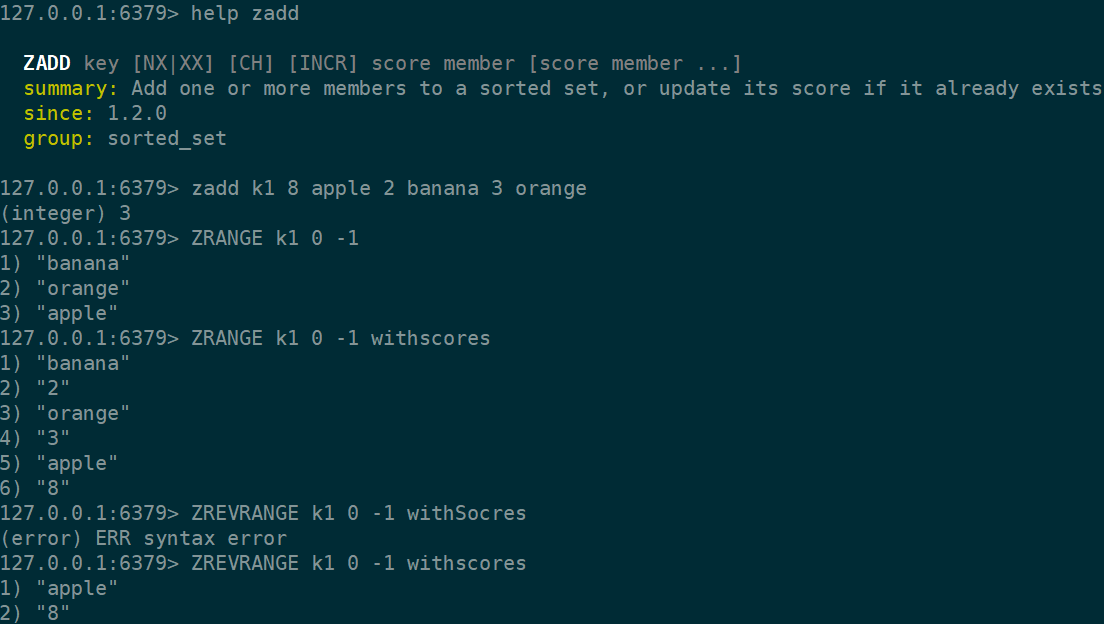 127.0.0.1:6379> help zadd
ZADD key [NX|XX] [CH] [INCR] score member [score member ...]
summary: Add one or more members to a sorted set, or update its score if it already exists
since: 1.2.0
group: sorted_set
127.0.0.1:6379> zadd k1 8 apple 2 banana 3 orange
(integer) 3
127.0.0.1:6379> ZRANGE k1 0 -1
1) "banana"
2) "orange"
3) "apple"
127.0.0.1:6379> ZRANGE k1 0 -1 withscores
1) "banana"
2) "2"
3) "orange"
4) "3"
5) "apple"
6) "8"
127.0.0.1:6379> ZREVRANGE k1 0 -1 withSocres
(error) ERR syntax error
127.0.0.1:6379> ZREVRANGE k1 0 -1 withscores
1) "apple"
2) "8"